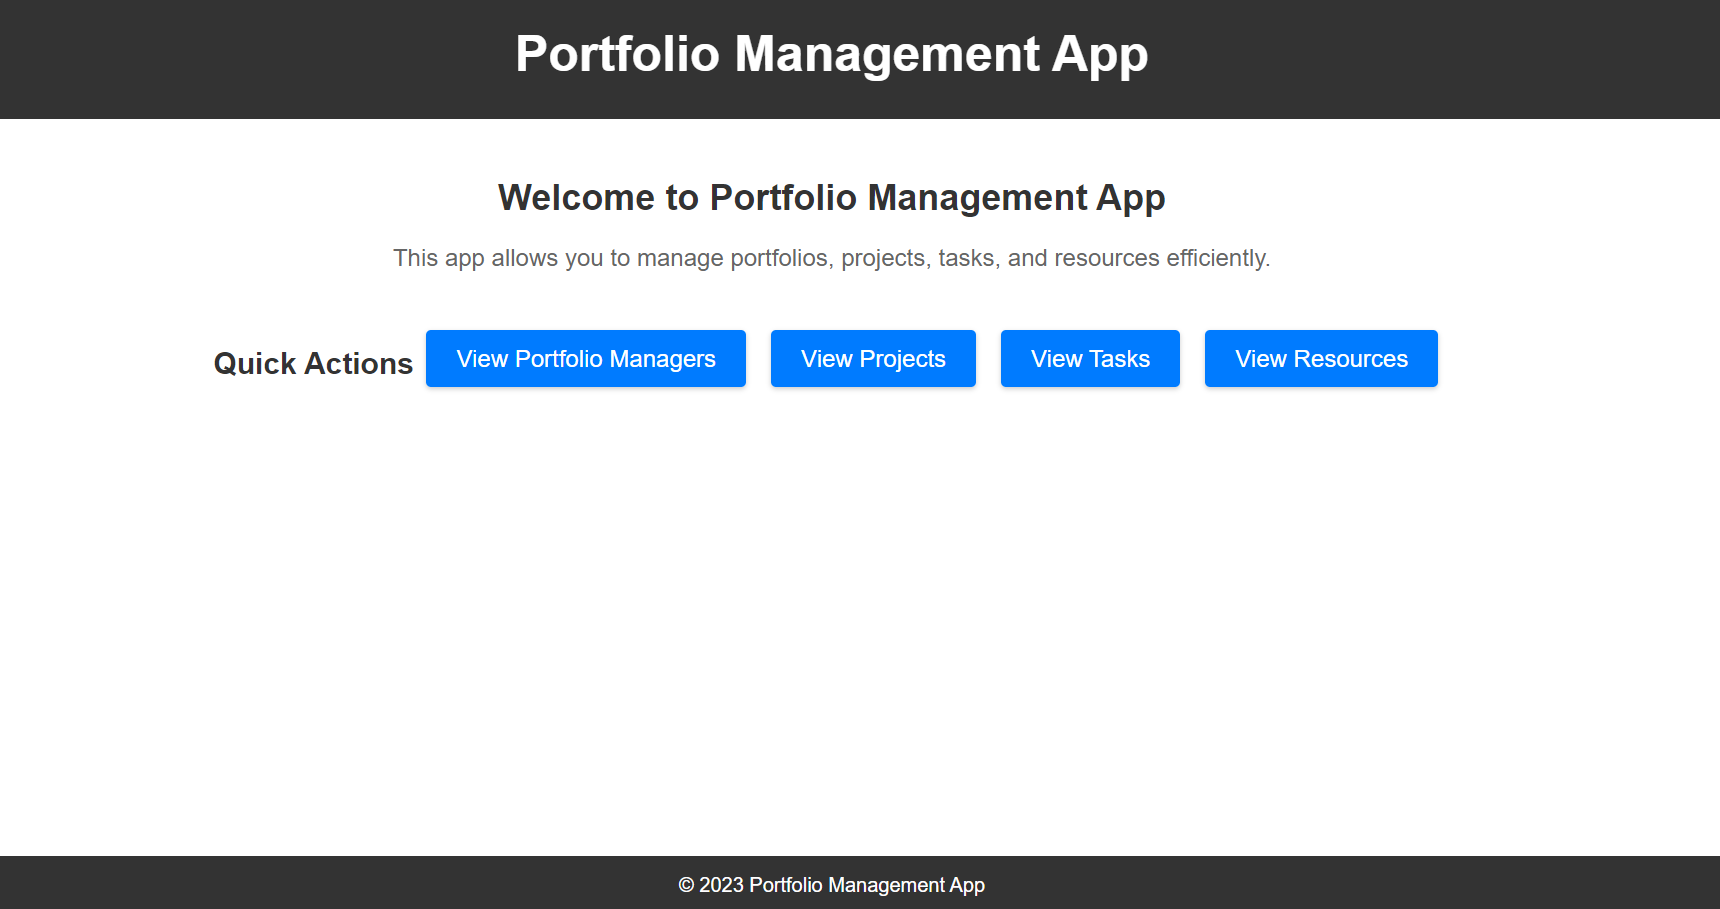 Portfolio Management App
Welcome to Portfolio Management App
This app allows you to manage portfolios, projects, tasks, and resources efficiently.
Quick Actions View Portfolio Managers View Projects View Tasks View Resources
© 2023 Portfolio Management App